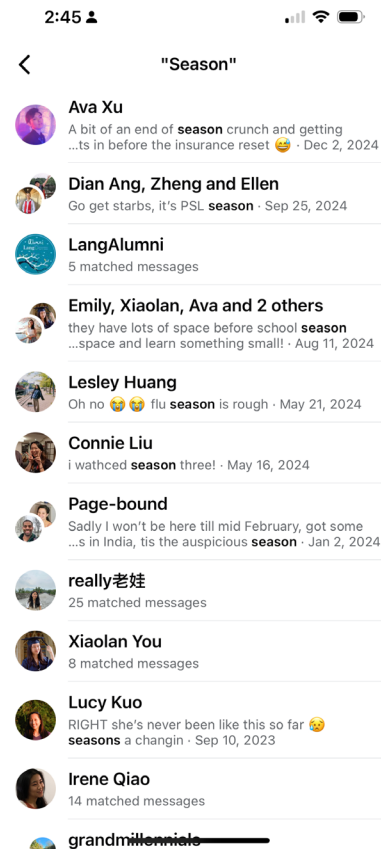 2:45
"Season"
Ava Xu
A bit of an end of season crunch and getting
...ts in before the insurance reset 😅 · Dec 2, 2024
Dian Ang, Zheng and Ellen
Go get starbs, it's PSL season · Sep 25, 2024
LangAlumni
5 matched messages
Emily, Xiaolan, Ava and 2 others
they have lots of space before school season
...space and learn something small! · Aug 11, 2024
Lesley Huang
Oh no 😭😭 flu season is rough · May 21, 2024
Connie Liu
i wathced season three! · May 16, 2024
Page-bound
Sadly I won't be here till mid February, got some
...s in India, tis the auspicious season · Jan 2, 2024
really老娃
25 matched messages
Xiaolan You
8 matched messages
Lucy Kuo
RIGHT she's never been like this so far 😥
seasons a changin · Sep 10, 2023
Irene Qiao
14 matched messages
grandmillennials